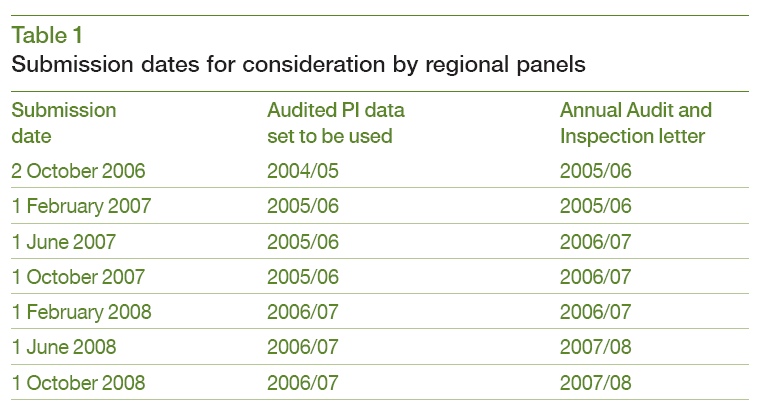 Table 1
Submission dates for consideration by regional panels
Submission date Audited PI data set to be used Annual Audit and Inspection letter
2 October 2006 2004/05 2005/06
1 February 2007 2005/06 2005/06
1 June 2007 2005/06 2006/07
1 October 2007 2005/06 2006/07
1 February 2008 2006/07 2006/07
1 June 2008 2006/07 2007/08
1 October 2008 2006/07 2007/08